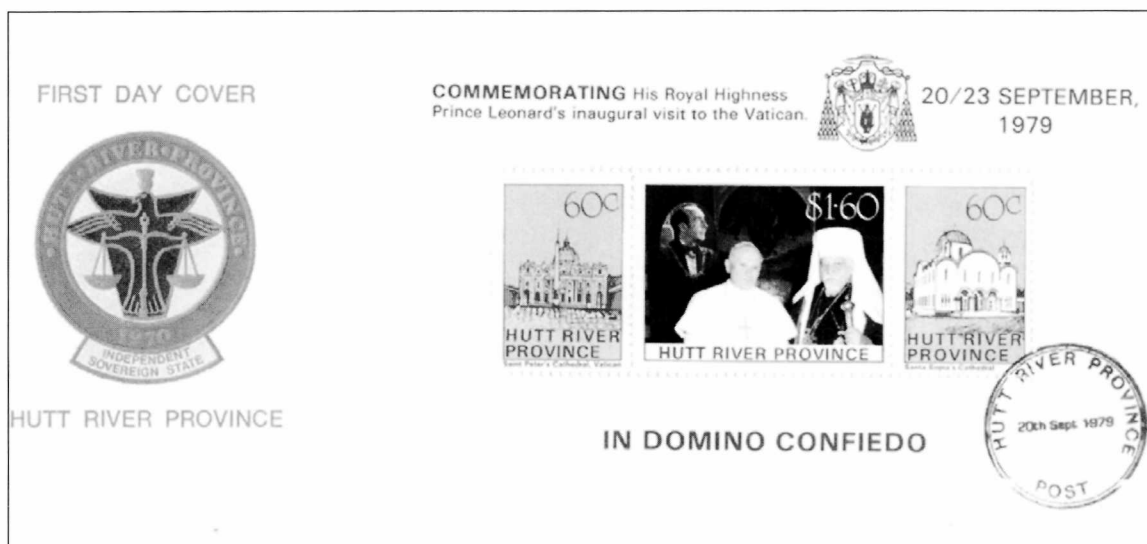 FIRST DAY COVER
HUTT·RIVER·PROVINCE
1970
INDEPENDENT
SOVEREIGN STATE
HUTT RIVER PROVINCE
COMMEMORATING His Royal Highness
Prince Leonard's inaugural visit to the Vatican.
20/23 SEPTEMBER,
1979
60c
HUTT RIVER
PROVINCE
Saint Peter's Cathedral, Vatican
$1·60
HUTT RIVER PROVINCE
60c
HUTT RIVER
PROVINCE
Cathedral
IN DOMINO CONFIEDO
HUTT RIVER PROVINCE
20th Sept. 1979
POST